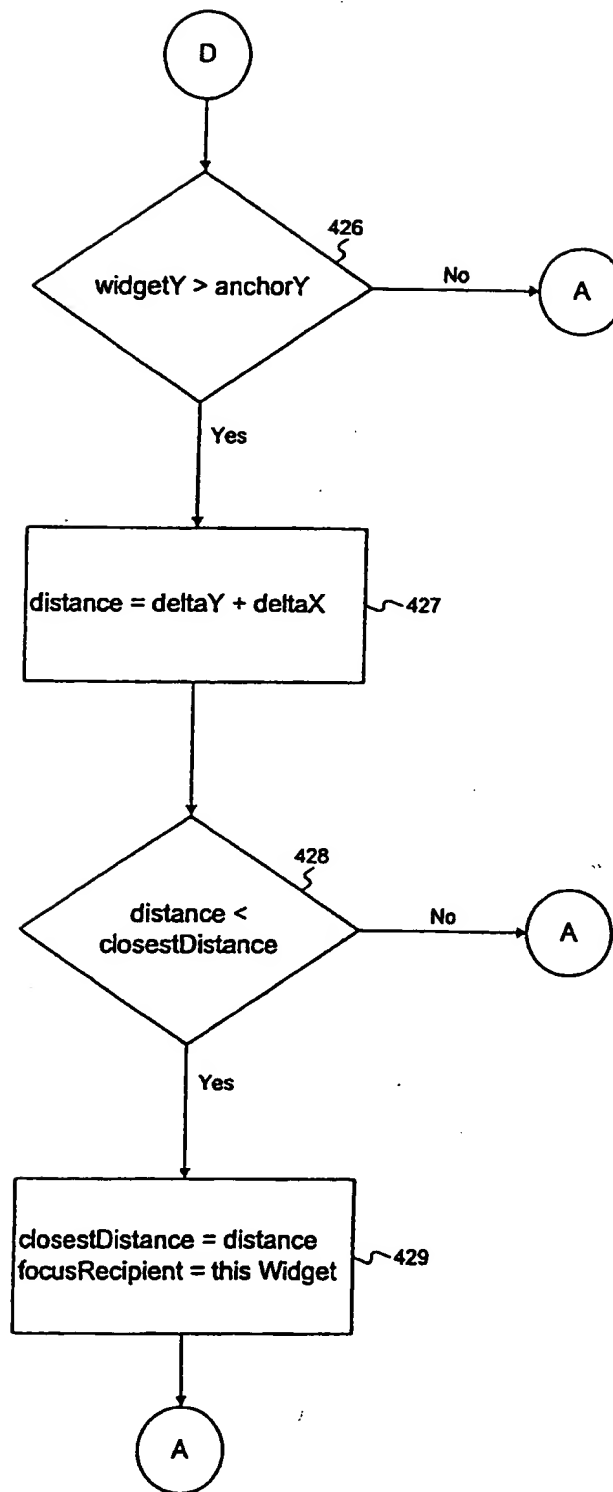 D
426
widgetY > anchorY
No
A
Yes
distance = deltaY + deltaX
427
428
distance <
closestDistance
No
A
Yes
closestDistance = distance
focusRecipient = this Widget
429
A